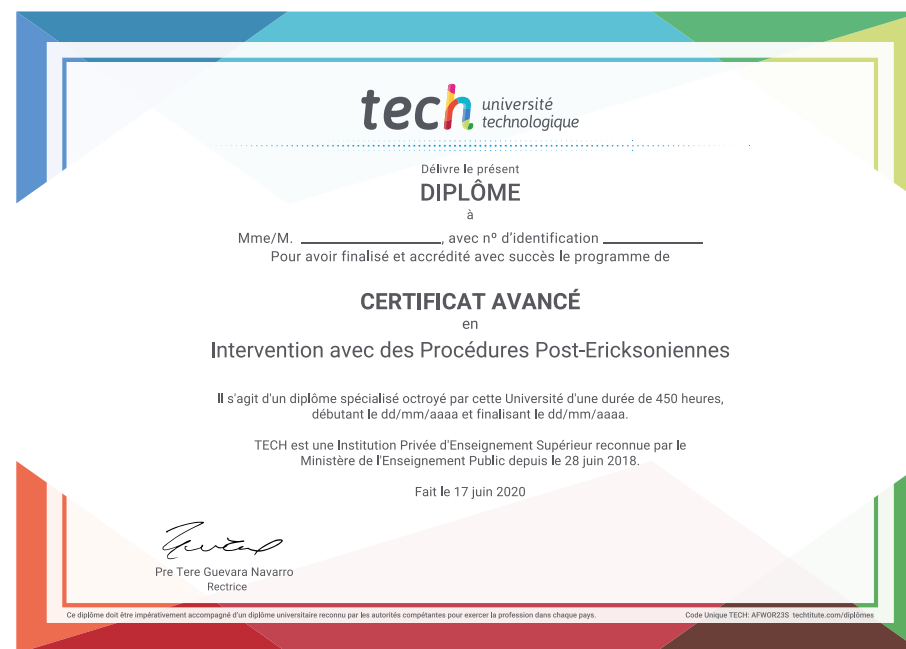 tech université
technologique
Délivre le présent
DIPLÔME
à
Mme/M. ____________________, avec nº d'identification ______________
Pour avoir finalisé et accrédité avec succès le programme de
CERTIFICAT AVANCÉ
en
Intervention avec des Procédures Post-Ericksoniennes
Il s'agit d'un diplôme spécialisé octroyé par cette Université d'une durée de 450 heures,
débutant le dd/mm/aaaa et finalisant le dd/mm/aaaa.
TECH est une Institution Privée d'Enseignement Supérieur reconnue par le
Ministère de l'Enseignement Public depuis le 28 juin 2018.
Fait le 17 juin 2020
Pre Tere Guevara Navarro
Rectrice
Ce diplôme doit être impérativement accompagné d'un diplôme universitaire reconnu par les autorités compétentes pour exercer la profession dans chaque pays.
Code Unique TECH: AFWOR23S techtitute.com/diplômes